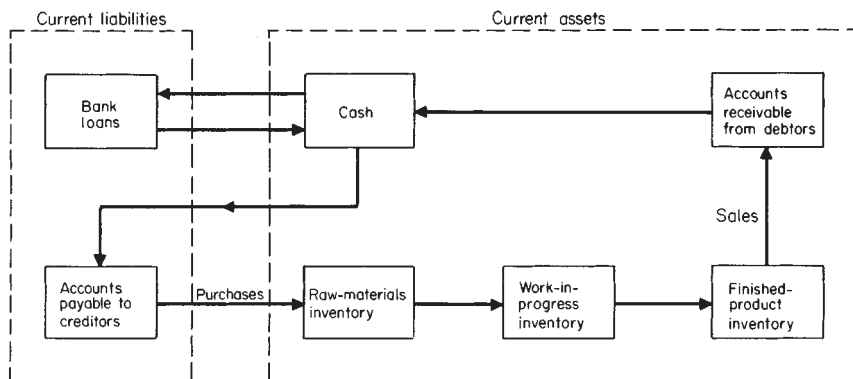 Current liabilities
Current assets
Bank
loans
Cash
Accounts
receivable
from debtors
Sales
Accounts
payable to
creditors
Purchases
Raw-materials
inventory
Work-in-
progress
inventory
Finished-
product
inventory